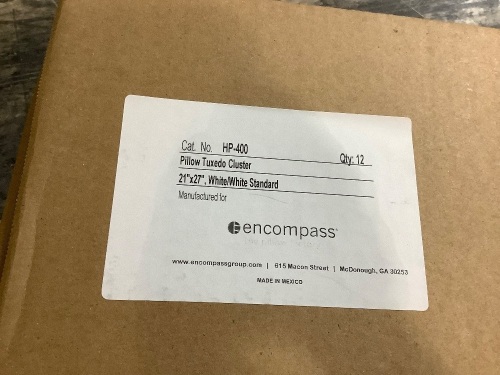 Cat. No. HP-400 Qty: 12
Pillow Tuxedo Cluster
21"x27", White/White Standard
Manufactured for
encompass®
www.encompassgroup.com | 615 Macon Street | McDonough, GA 30253
MADE IN MEXICO